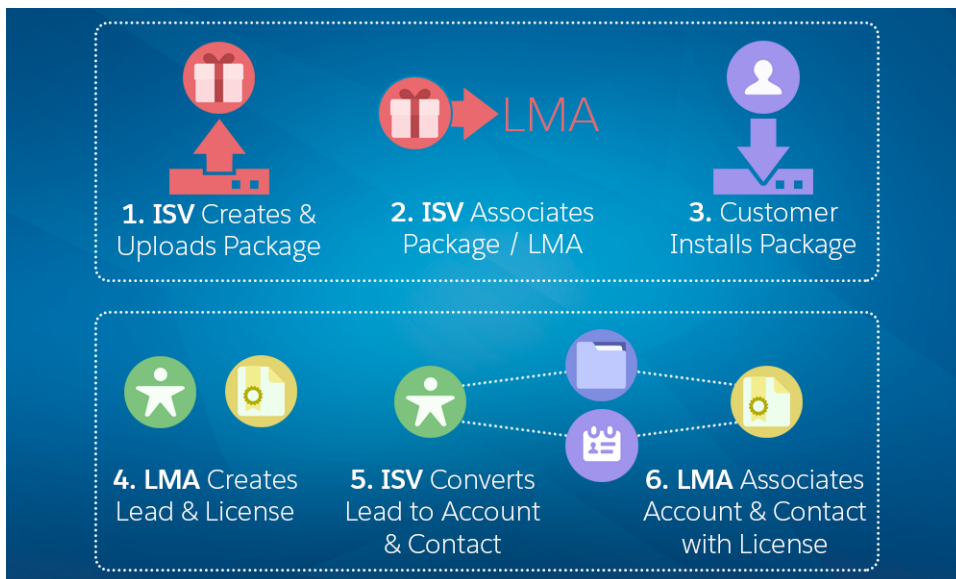 LMA
1. ISV Creates &
Uploads Package
2. ISV Associates
Package / LMA
3. Customer
Installs Package
4. LMA Creates
Lead & License
5. ISV Converts
Lead to Account
& Contact
6. LMA Associates
Account & Contact
with License